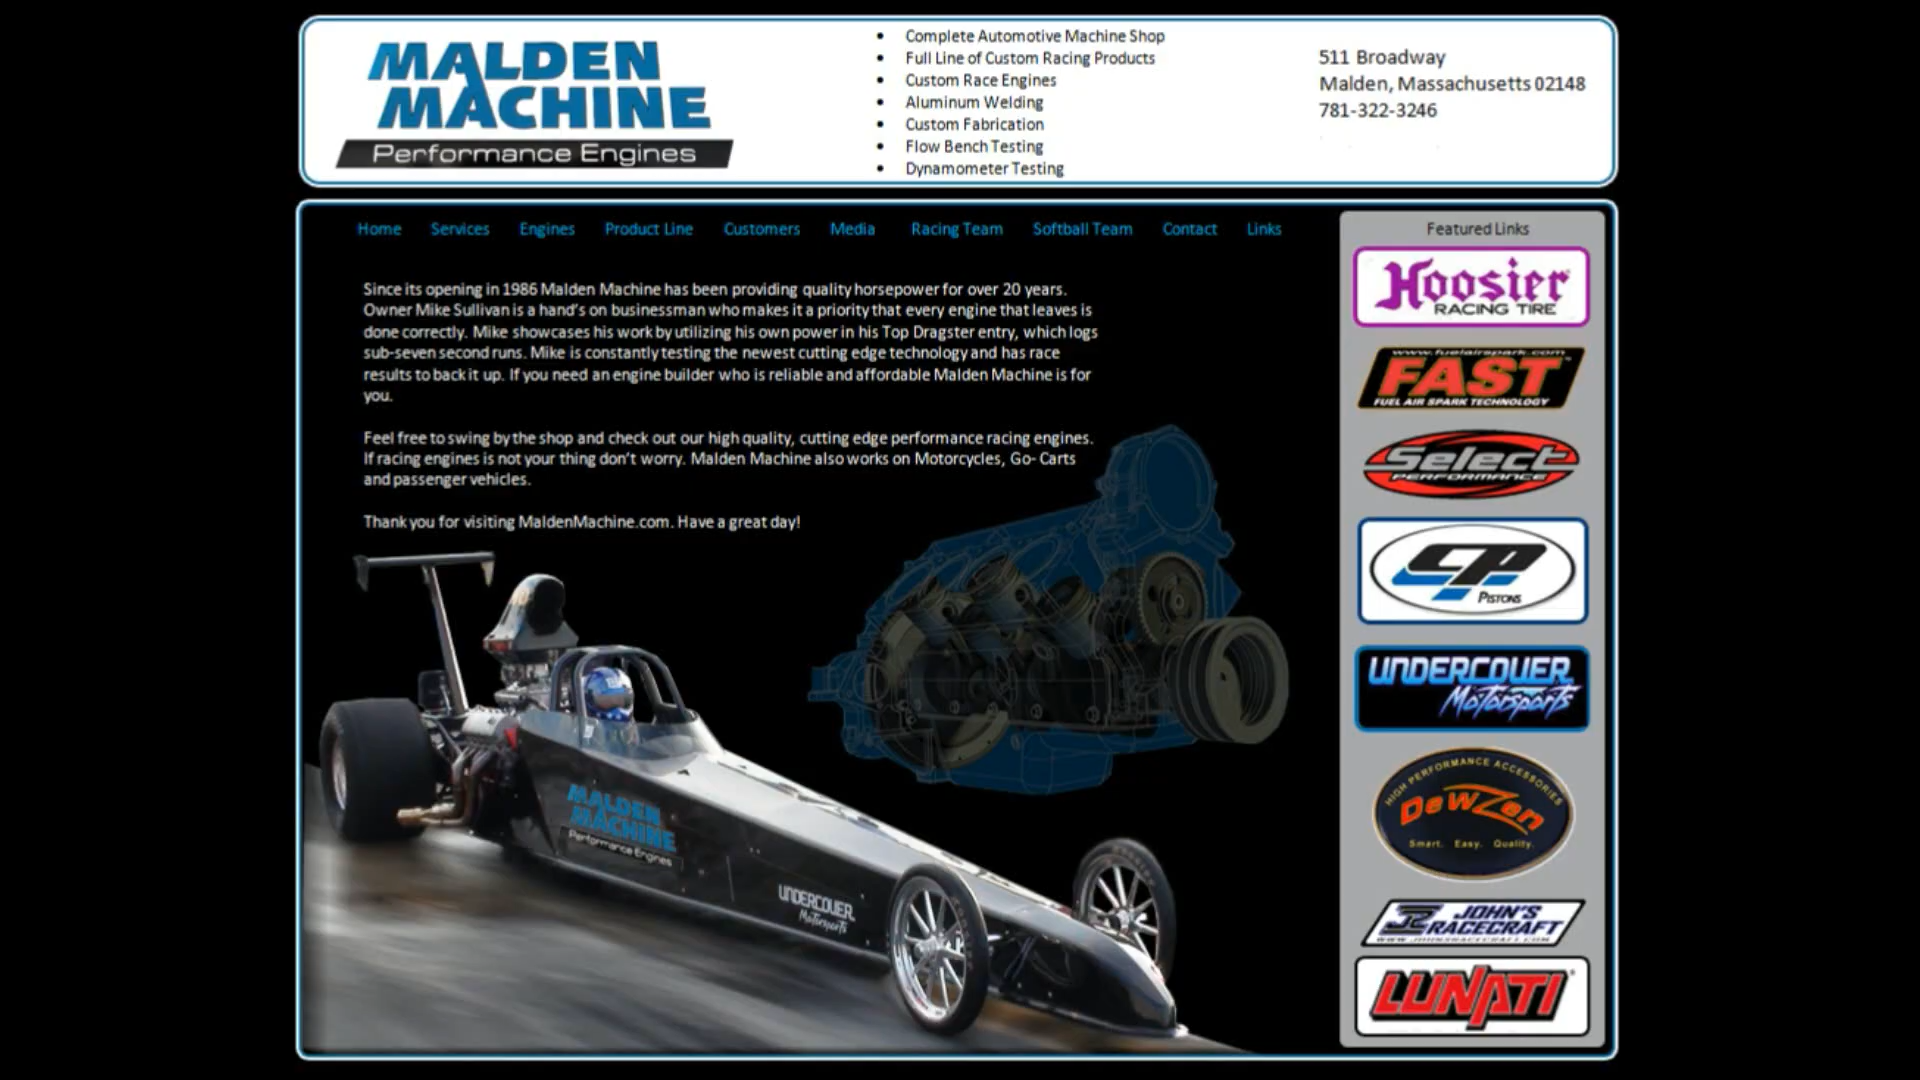 MALDEN
MACHINE
Performance Engines
• Complete Automotive Machine Shop
• Full Line of Custom Racing Products
• Custom Race Engines
• Aluminum Welding
• Custom Fabrication
• Flow Bench Testing
• Dynamometer Testing
511 Broadway
Malden, Massachusetts 02148
781-322-3246
Home Services Engines Product Line Customers Media Racing Team Softball Team Contact Links
Since its opening in 1986 Malden Machine has been providing quality horsepower for over 20 years.
Owner Mike Sullivan is a hand's on businessman who makes it a priority that every engine that leaves is
done correctly. Mike showcases his work by utilizing his own power in his Top Dragster entry, which logs
sub-seven second runs. Mike is constantly testing the newest cutting edge technology and has race
results to back it up. If you need an engine builder who is reliable and affordable Malden Machine is for
you.
Feel free to swing by the shop and check out our high quality, cutting edge performance racing engines.
If racing engines is not your thing don't worry. Malden Machine also works on Motorcycles, Go- Carts
and passenger vehicles.
Thank you for visiting MaldenMachine.com. Have a great day!
MALDEN
MACHINE
Performance Engines
UNDERCOVER
Motorsports
Featured Links
Hoosier
RACING TIRE
www.fuelairspark.com
FAST
FUEL AIR SPARK TECHNOLOGY
Select
PERFORMANCE
CP
PISTONS
UNDERCOVER
Motorsports
HIGH PERFORMANCE ACCESSORIES
DeWZen
Smart. Easy. Quality.
JOHN'S
RACECRAFT
WWW.JOHNSRACECRAFT.COM
LUNATI